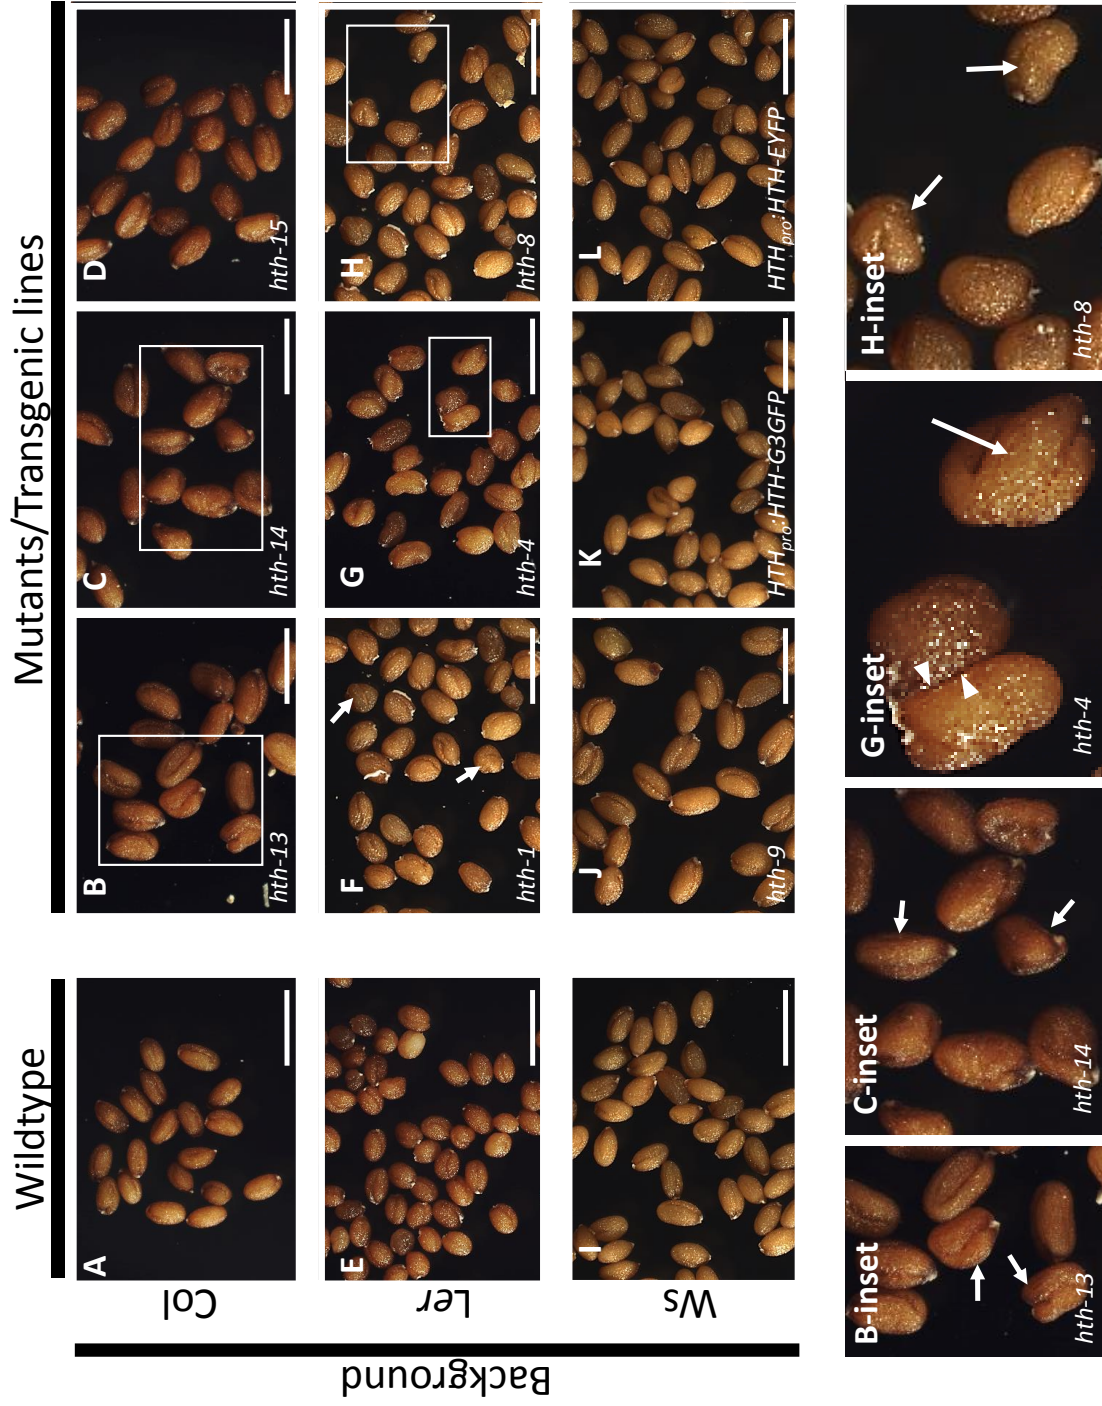 Mutants/Transgenic lines
Wildtype
Background
Col
Ler
Ws
A
B
hth-13
C
hth-14
D
hth-15
E
F
hth-1
G
hth-4
H
hth-8
I
J
hth-9
K
HTHpro:HTH-G3GFP
L
HTHpro:HTH-EYFP
B-inset
hth-13
C-inset
hth-14
G-inset
hth-4
H-inset
hth-8